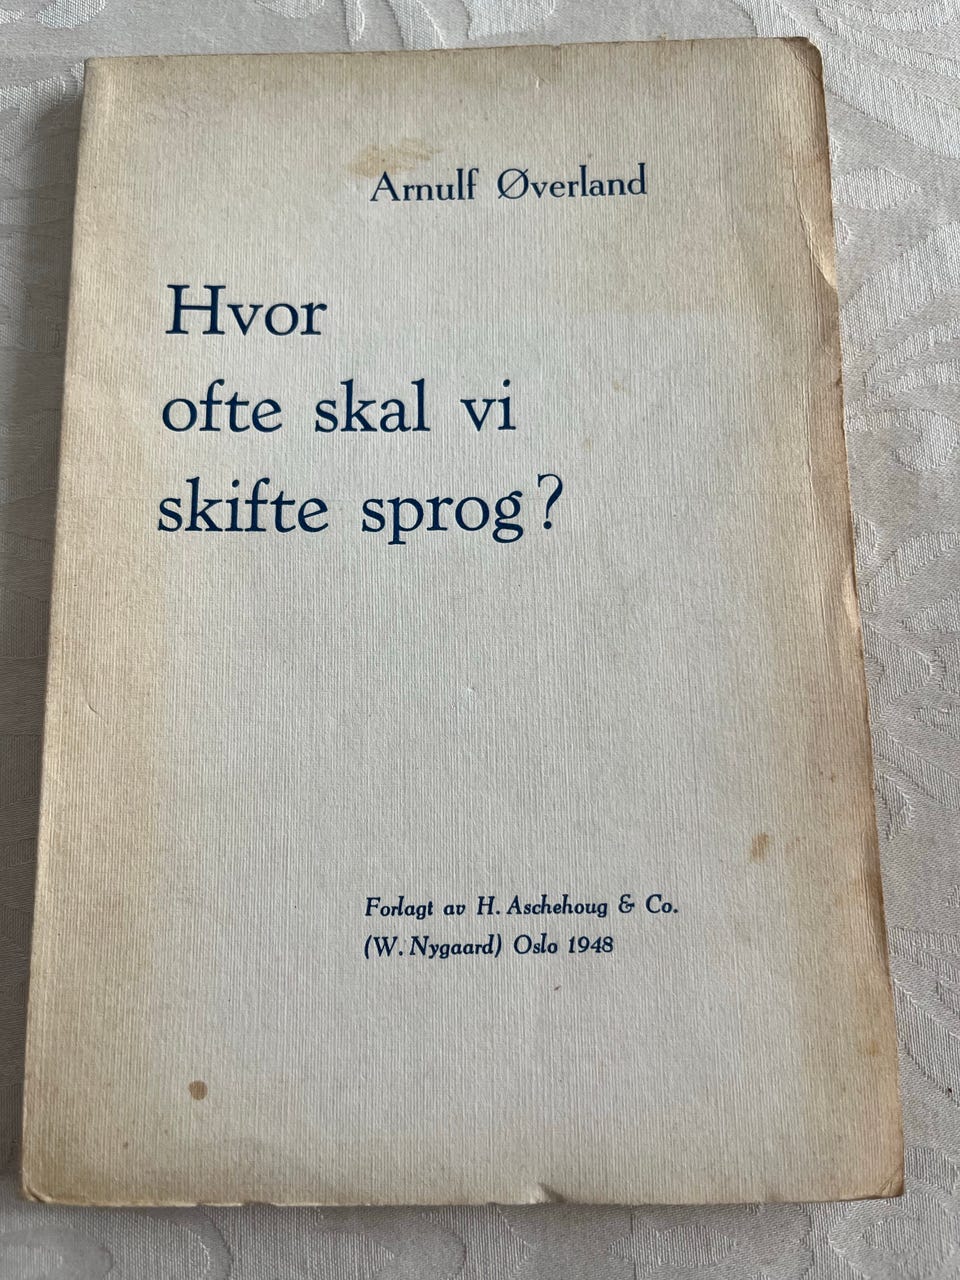 Arnulf Øverland
Hvor
ofte skal vi
skifte sprog?
Forlagt av H. Aschehoug & Co.
(W. Nygaard) Oslo 1948